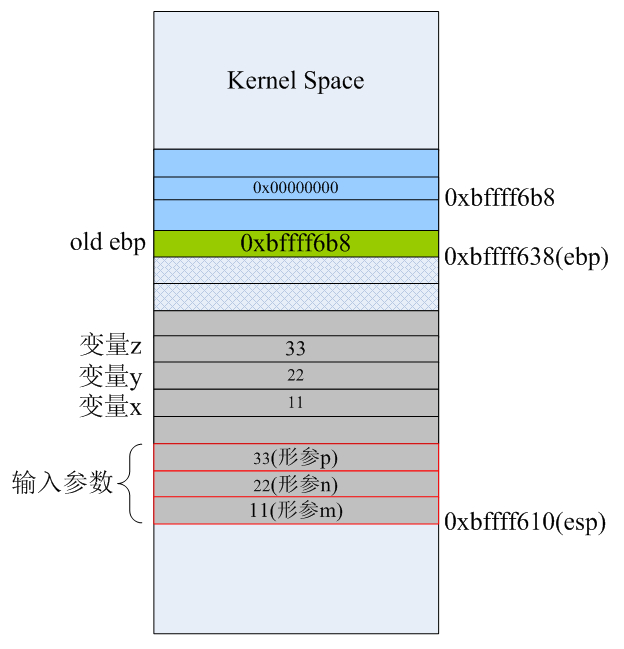 Kernel Space
0x00000000
0xbffff6b8
old ebp
0xbffff6b8
0xbffff638(ebp)
变量z
33
变量y
22
变量x
11
输入参数
33(形参p)
22(形参n)
11(形参m)
0xbffff610(esp)